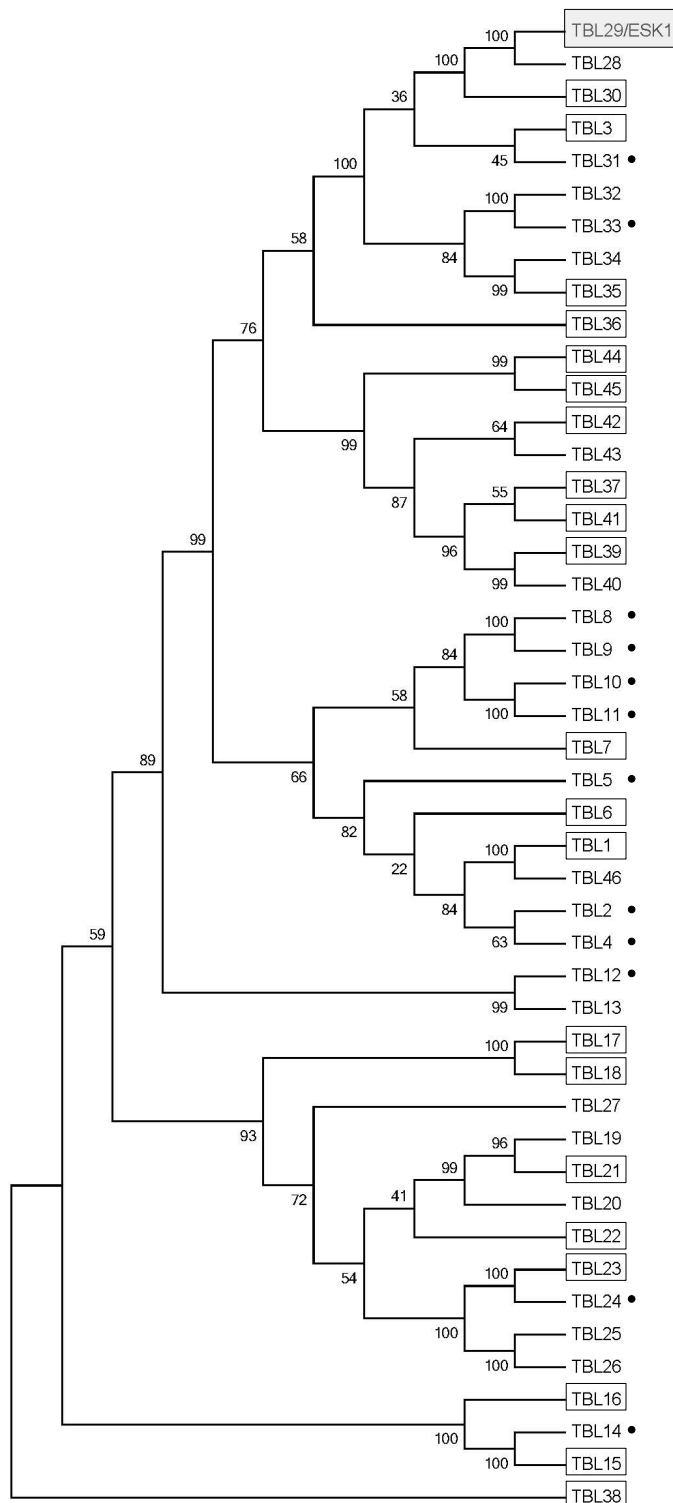 100
TBL29/ESK1
100
TBL28
36
TBL30
TBL3
100
45
TBL31 •
100
TBL32
58
TBL33 •
84
TBL34
99
TBL35
76
TBL36
99
TBL44
TBL45
99
64
TBL42
TBL43
87
55
TBL37
TBL41
99
96
TBL39
99
TBL40
100
TBL8 •
84
TBL9 •
58
TBL10 •
100
TBL11 •
TBL7
89
66
TBL5 •
82
TBL6
22
100
TBL1
TBL46
84
TBL2 •
59
63
TBL4 •
TBL12 •
99
TBL13
100
TBL17
TBL18
93
TBL27
96
TBL19
99
TBL21
72
41
TBL20
TBL22
54
100
TBL23
TBL24 •
100
TBL25
100
TBL26
TBL16
100
TBL14 •
100
TBL15
TBL38